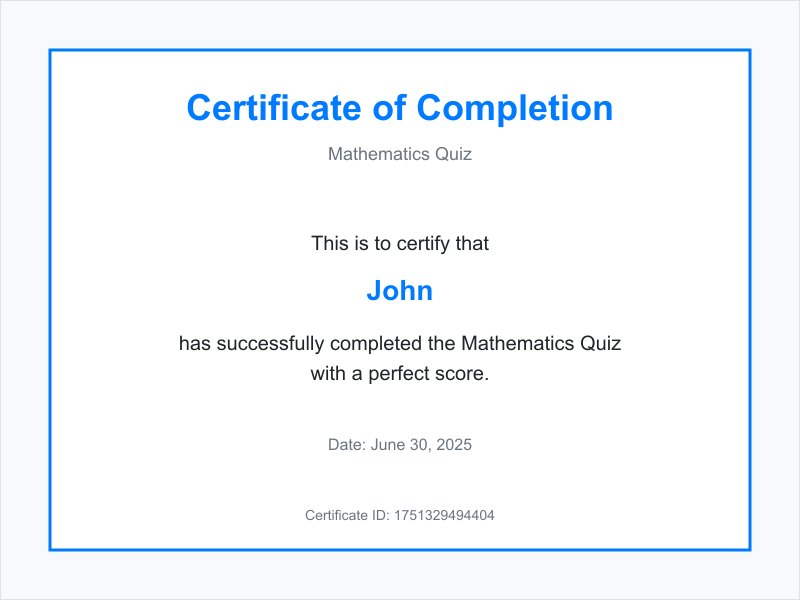 Certificate of Completion
Mathematics Quiz
This is to certify that
John
has successfully completed the Mathematics Quiz
with a perfect score.
Date: June 30, 2025
Certificate ID: 1751329494404